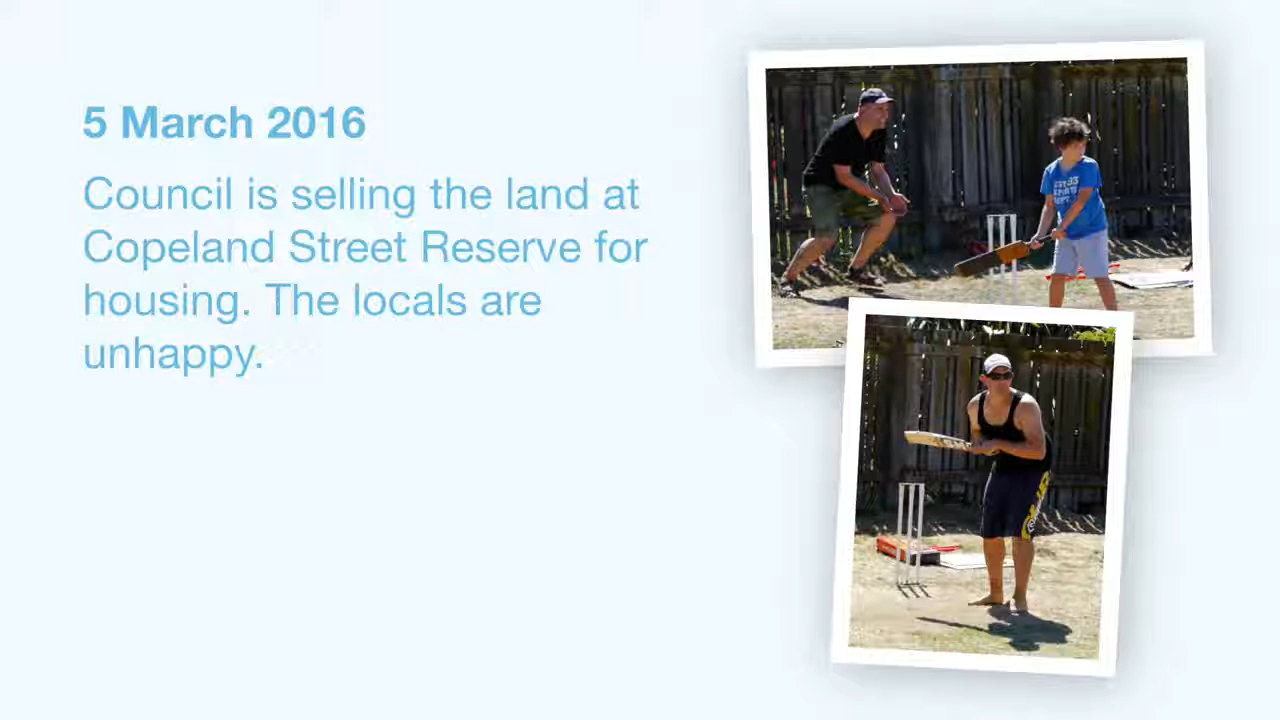 5 March 2016
Council is selling the land at
Copeland Street Reserve for
housing. The locals are
unhappy.